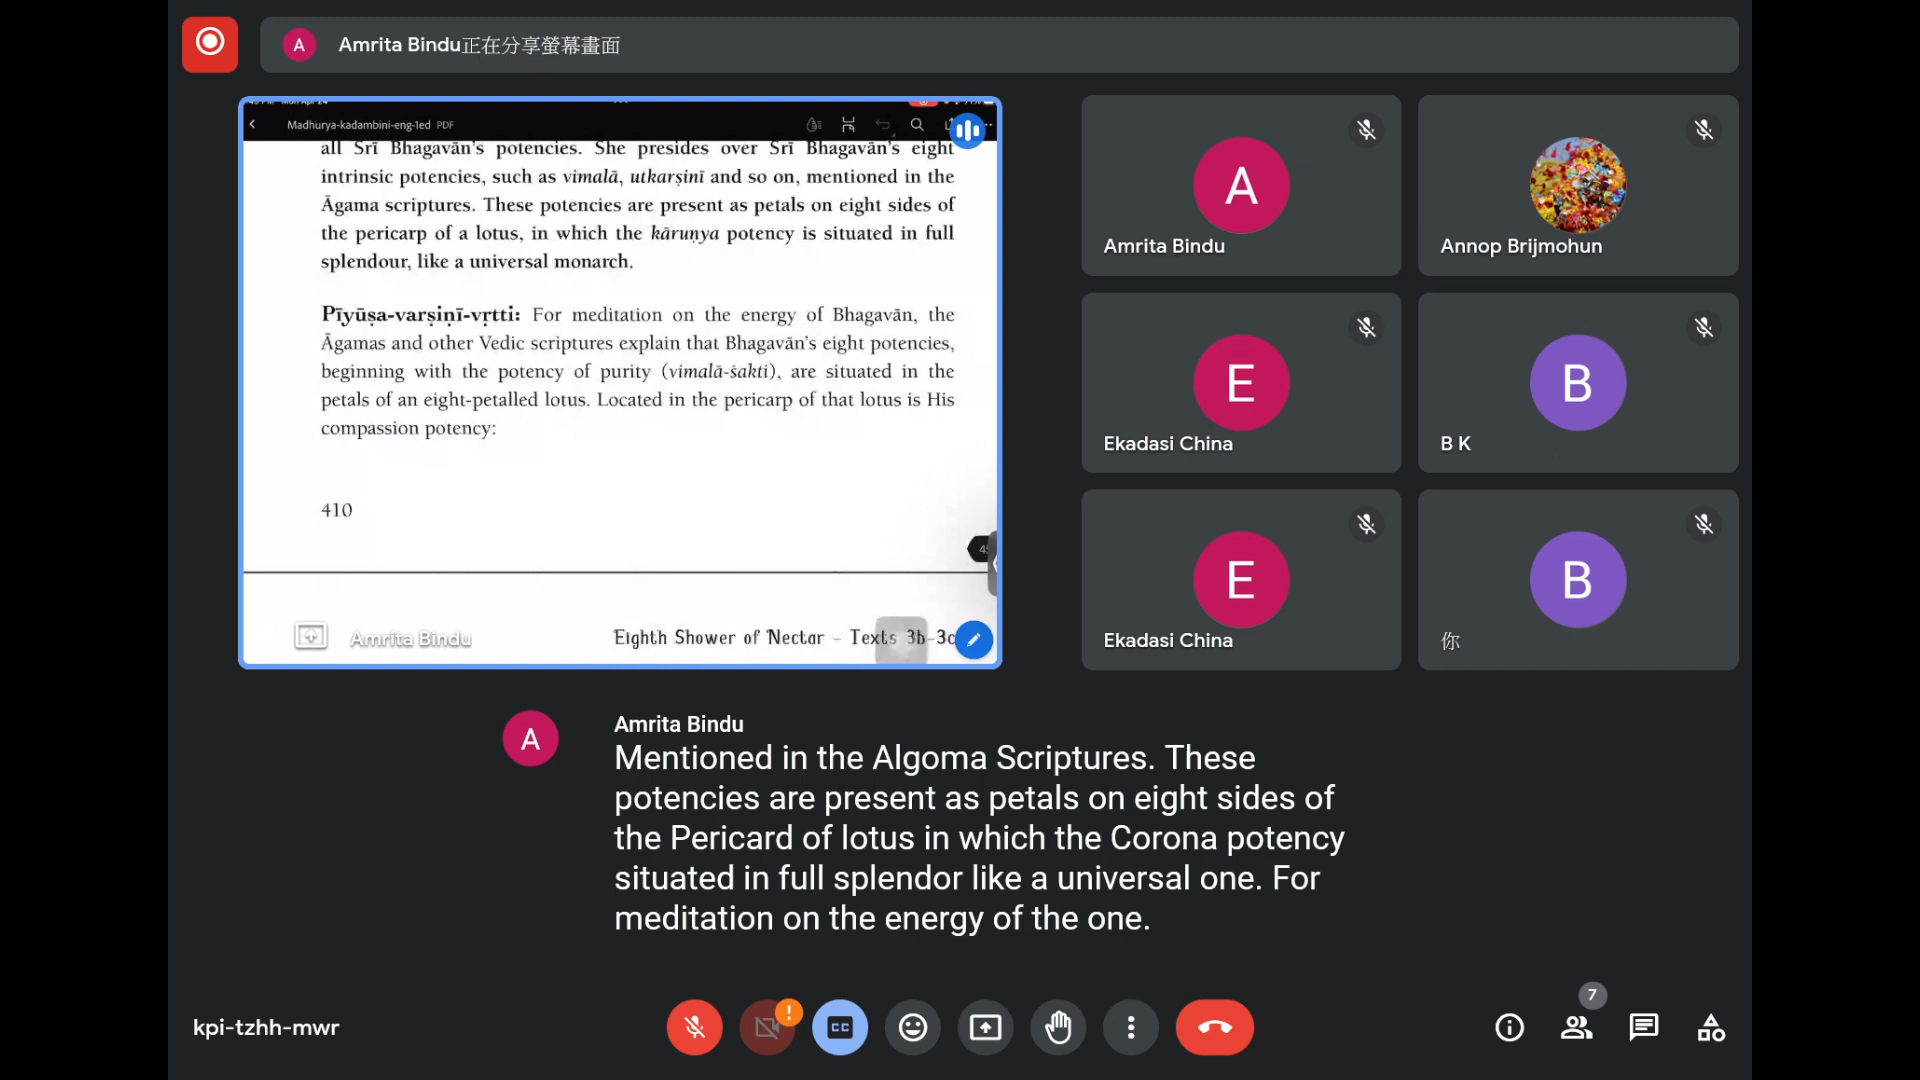 Amrita Bindu正在分享螢幕畫面
A
Madhurya-kadambini-eng-1ed PDF
all Śrī Bhagavān's potencies. She presides over Śrī Bhagavān's eight
intrinsic potencies, such as vimalā, utkarṣiṇī and so on, mentioned in the
Āgama scriptures. These potencies are present as petals on eight sides of
the pericarp of a lotus, in which the kāruṇya potency is situated in full
splendour, like a universal monarch.
Pīyūṣa-varṣiṇī-vṛtti: For meditation on the energy of Bhagavān, the
Āgamas and other Vedic scriptures explain that Bhagavān's eight potencies,
beginning with the potency of purity (vimalā-śakti), are situated in the
petals of an eight-petalled lotus. Located in the pericarp of that lotus is His
compassion potency:
410
Amrita Bindu
Eighth Shower of Nectar – Texts 3b–3c
A
Amrita Bindu
Annop Brijmohun
E
Ekadasi China
B
B K
E
Ekadasi China
B
你
A
Amrita Bindu
Mentioned in the Algoma Scriptures. These
potencies are present as petals on eight sides of
the Pericard of lotus in which the Corona potency
situated in full splendor like a universal one. For
meditation on the energy of the one.
kpi-tzhh-mwr
!
CC
7